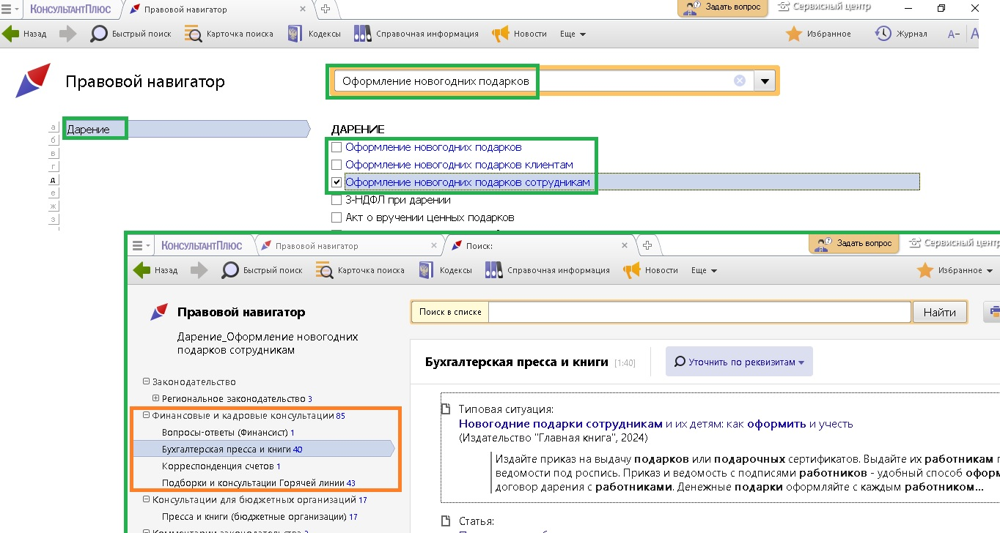 КОНСУЛЬТАНТПЛЮС Правовой навигатор Задать вопрос Сервисный центр
Назад Быстрый поиск Карточка поиска Кодексы Справочная информация Новости Еще Избранное Журнал А− А
Правовой навигатор
Оформление новогодних подарков
а
б
в
г
д
е
ж
з
Дарение
ДАРЕНИЕ
Оформление новогодних подарков
Оформление новогодних подарков клиентам
Оформление новогодних подарков сотрудникам
3-НДФЛ при дарении
Акт о вручении ценных подарков
КОНСУЛЬТАНТПЛЮС Правовой навигатор Поиск: Задать вопрос Сервисный центр
Назад Быстрый поиск Карточка поиска Кодексы Справочная информация Новости Еще Избранное
Правовой навигатор
Дарение_Оформление новогодних
подарков сотрудникам
Законодательство
Региональное законодательство 3
Финансовые и кадровые консультации 85
Вопросы-ответы (Финансист) 1
Бухгалтерская пресса и книги 40
Корреспонденция счетов 1
Подборки и консультации Горячей линии 43
Консультации для бюджетных организаций 17
Пресса и книги (бюджетные организации) 17
Поиск в списке Найти
Бухгалтерская пресса и книги [1:40] Уточнить по реквизитам
Типовая ситуация:
Новогодние подарки сотрудникам и их детям: как оформить и учесть
(Издательство "Главная книга", 2024)
Издайте приказ на выдачу подарков или подарочных сертификатов. Выдайте их работникам
ведомости под роспись. Приказ и ведомость с подписями работников - удобный способ
договор дарения с работниками. Денежные подарки оформляйте с каждым работником...
Статья: